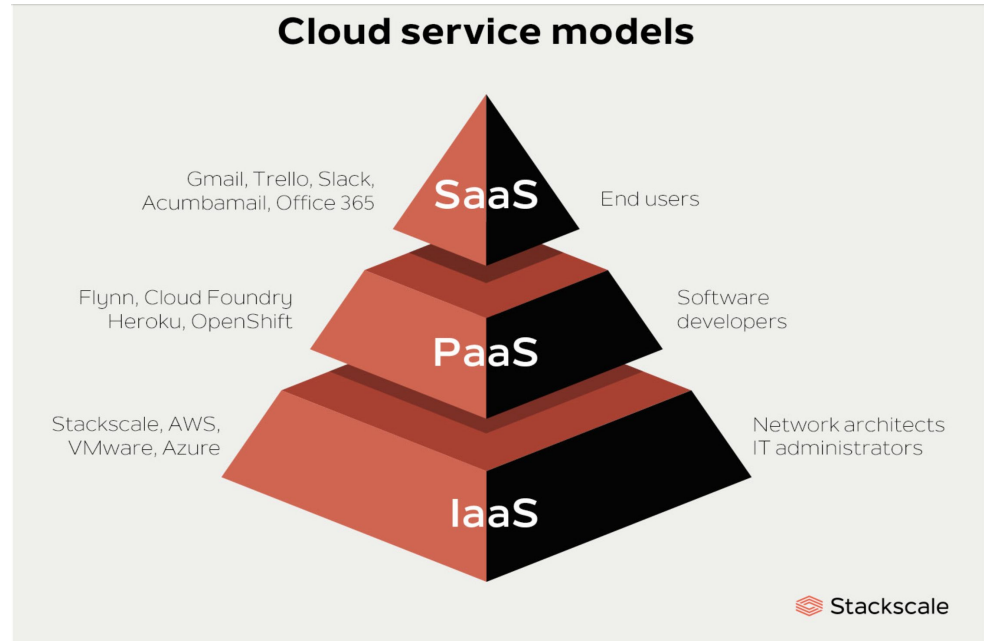 Cloud service models
Gmail, Trello, Slack,
Acumbamail, Office 365
SaaS
End users
Flynn, Cloud Foundry
Heroku, OpenShift
PaaS
Software
developers
Stackscale, AWS,
VMware, Azure
IaaS
Network architects
IT administrators
Stackscale